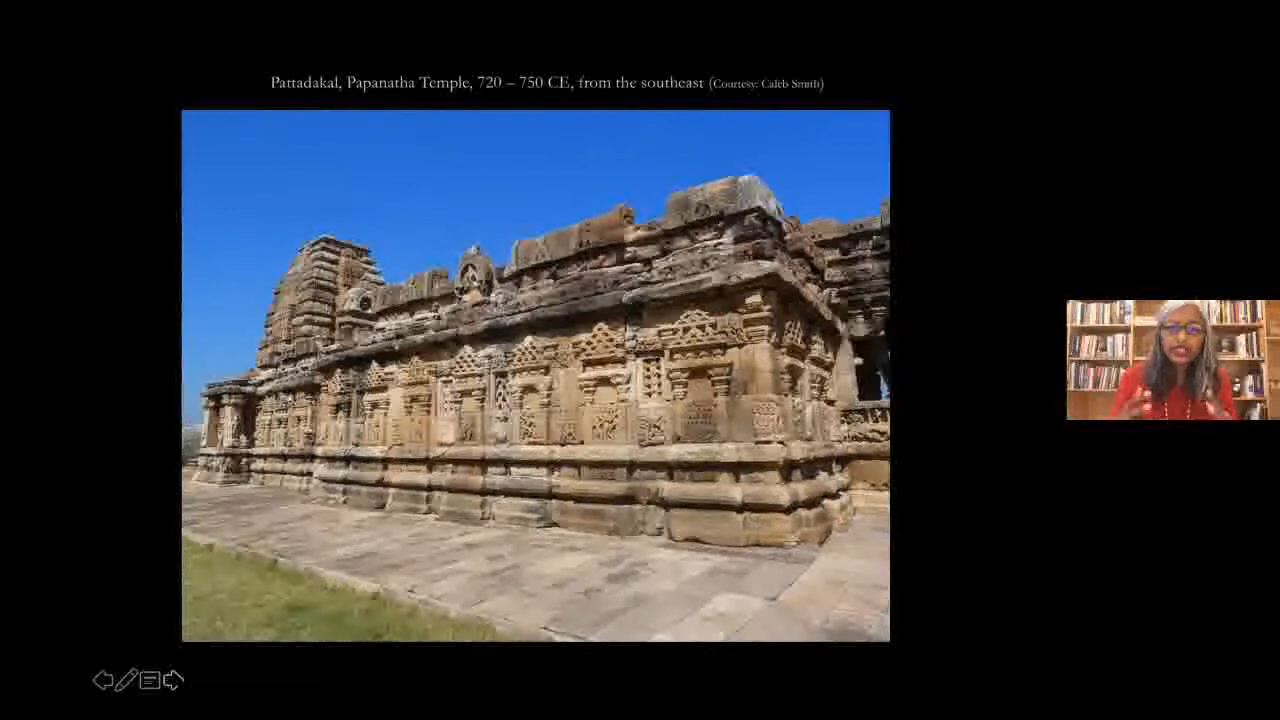 Pattadakal, Papanatha Temple, 720 – 750 CE, from the southeast (Courtesy: Caleb Smith)